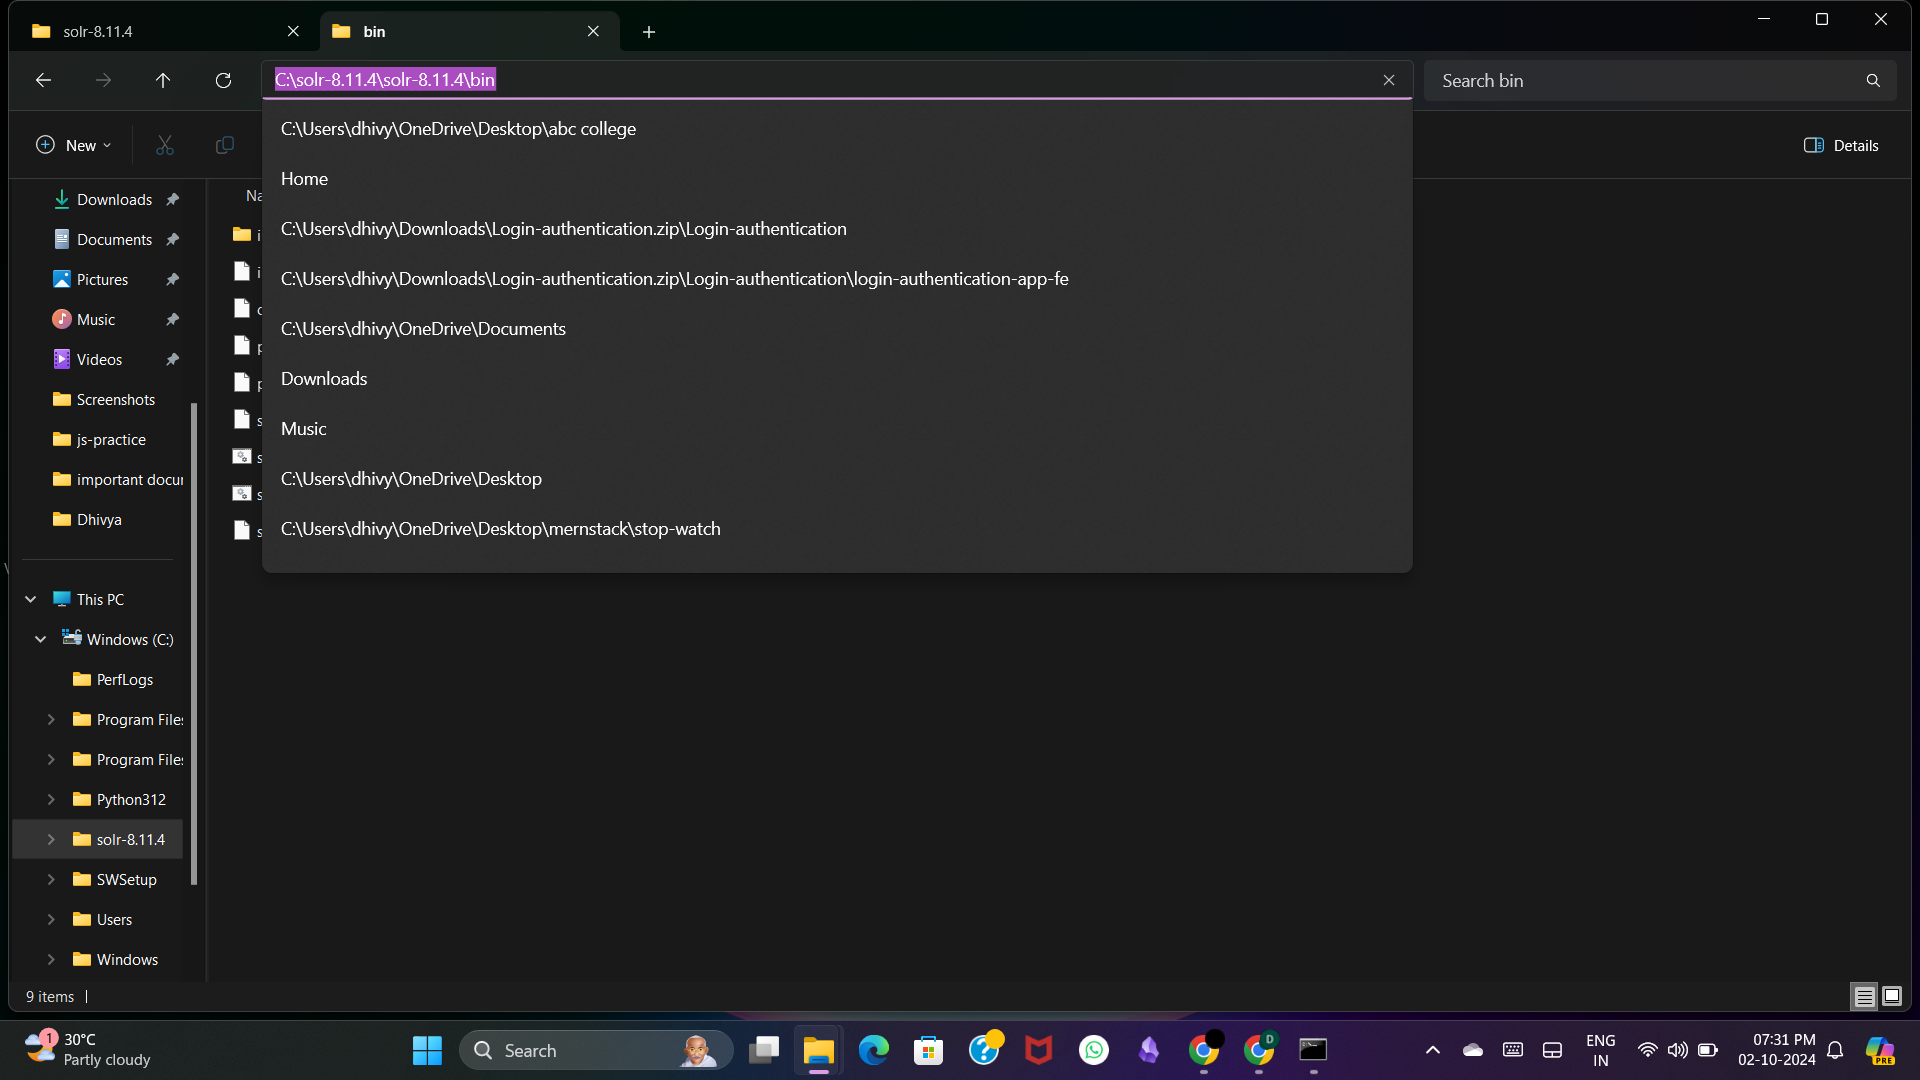 solr-8.11.4
bin
C:\solr-8.11.4\solr-8.11.4\bin
Search bin
New
Details
C:\Users\dhivy\OneDrive\Desktop\abc college
Home
C:\Users\dhivy\Downloads\Login-authentication.zip\Login-authentication
C:\Users\dhivy\Downloads\Login-authentication.zip\Login-authentication\login-authentication-app-fe
C:\Users\dhivy\OneDrive\Documents
Downloads
Music
C:\Users\dhivy\OneDrive\Desktop
C:\Users\dhivy\OneDrive\Desktop\mernstack\stop-watch
Na
i
i
p
p
s
s
s
s
Downloads
Documents
Pictures
Music
Videos
Screenshots
js-practice
important docur
Dhivya
This PC
Windows (C:)
PerfLogs
Program Files
Program Files
Python312
solr-8.11.4
SWSetup
Users
Windows
9 items
1
30°C
Partly cloudy
Search
D
ENG
IN
07:31 PM
02-10-2024
PRE